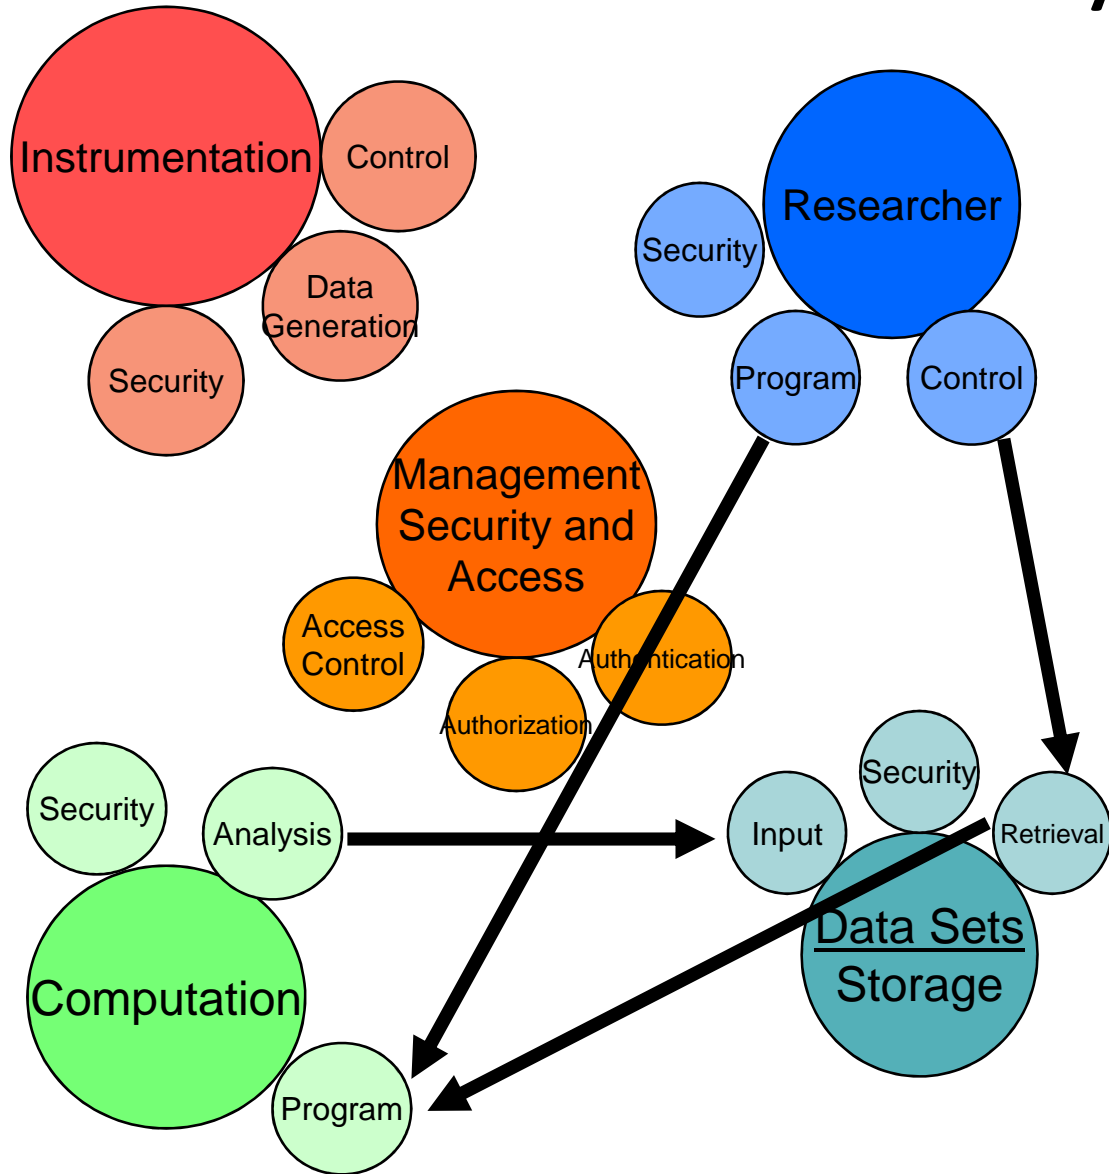 Instrumentation
Control
Data
Generation
Security
Researcher
Security
Program
Control
Management
Security and
Access
Access
Control
Authorization
Authentication
Security
Analysis
Computation
Program
Input
Security
Retrieval
Data Sets
Storage